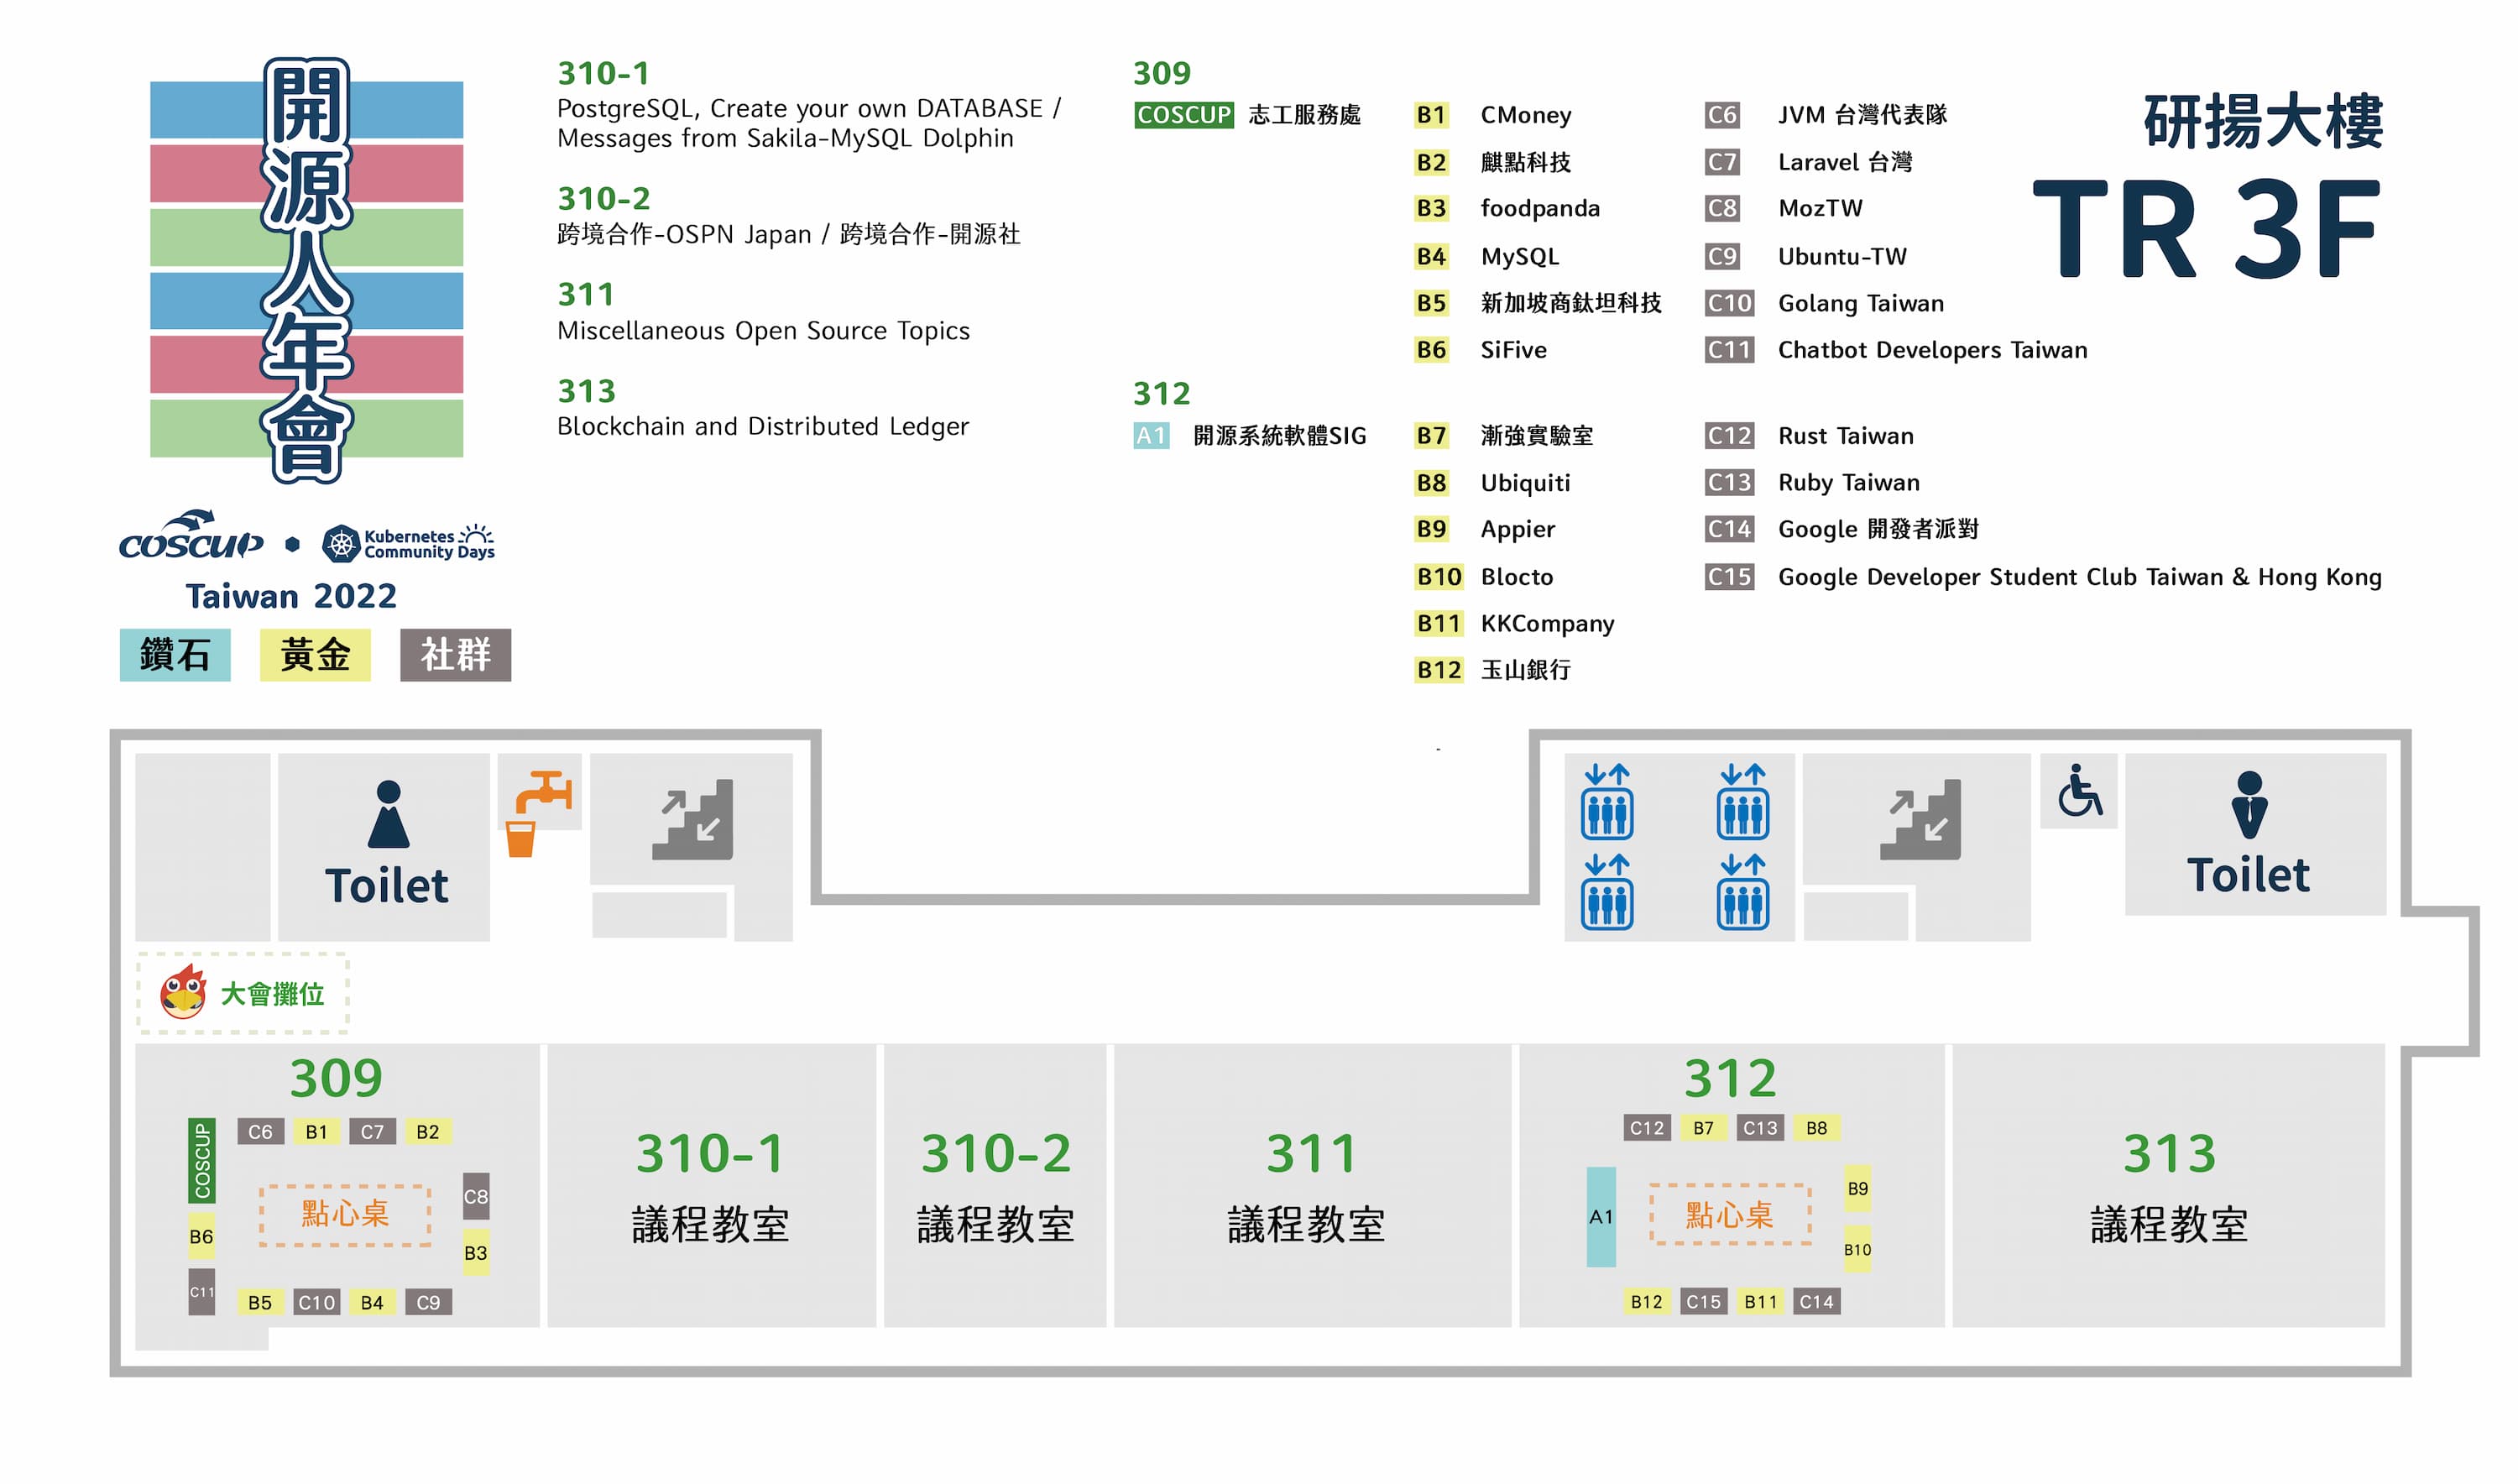 開源人年會
COSCUP
Kubernetes
Community Days
Taiwan 2022
鑽石
黃金
社群
310-1
PostgreSQL, Create your own DATABASE /
Messages from Sakila-MySQL Dolphin
310-2
跨境合作-OSPN Japan / 跨境合作-開源社
311
Miscellaneous Open Source Topics
313
Blockchain and Distributed Ledger
309
COSCUP 志工服務處
B1 CMoney
B2 麒點科技
B3 foodpanda
B4 MySQL
B5 新加坡商鈦坦科技
B6 SiFive
C6 JVM 台灣代表隊
C7 Laravel 台灣
C8 MozTW
C9 Ubuntu-TW
C10 Golang Taiwan
C11 Chatbot Developers Taiwan
312
A1 開源系統軟體SIG
B7 漸強實驗室
B8 Ubiquiti
B9 Appier
B10 Blocto
B11 KKCompany
B12 玉山銀行
C12 Rust Taiwan
C13 Ruby Taiwan
C14 Google 開發者派對
C15 Google Developer Student Club Taiwan & Hong Kong
研揚大樓
TR 3F
Toilet
Toilet
大會攤位
309
COSCUP
C6 B1 C7 B2
C8
點心桌
B6
B3
C11
B5 C10 B4 C9
310-1
議程教室
310-2
議程教室
311
議程教室
312
C12 B7 C13 B8
B9
A1
點心桌
B10
B12 C15 B11 C14
313
議程教室